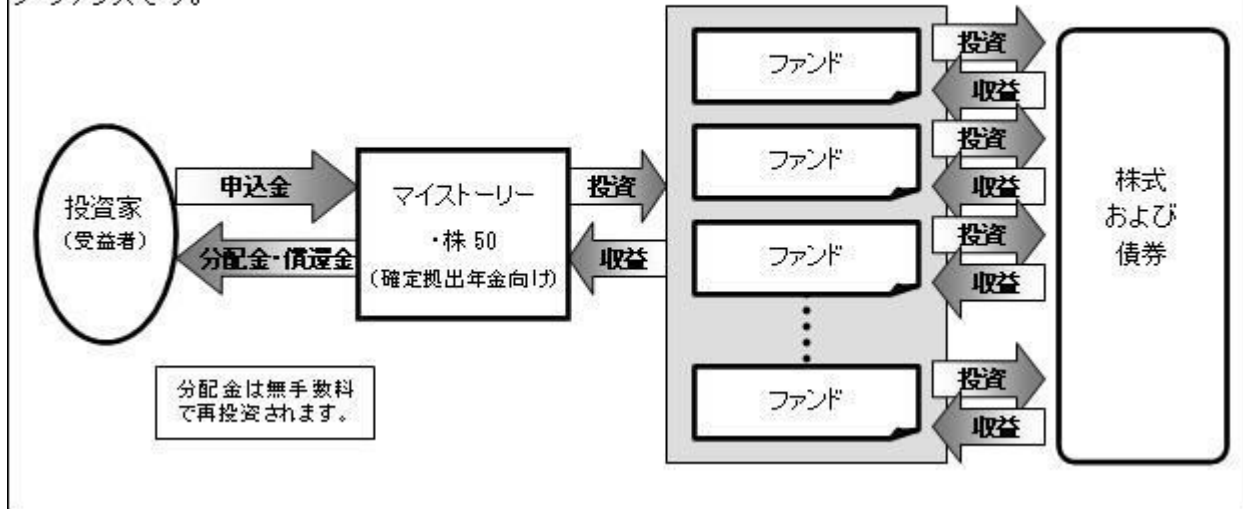 投資家
（受益者）
申込金
分配金・償還金
マイストーリー
・株50
（確定拠出年金向け）
投資
収益
ファンド
投資
収益
ファンド
投資
収益
ファンド
投資
収益
ファンド
投資
収益
株式
および
債券
分配金は無手数料
で再投資されます。